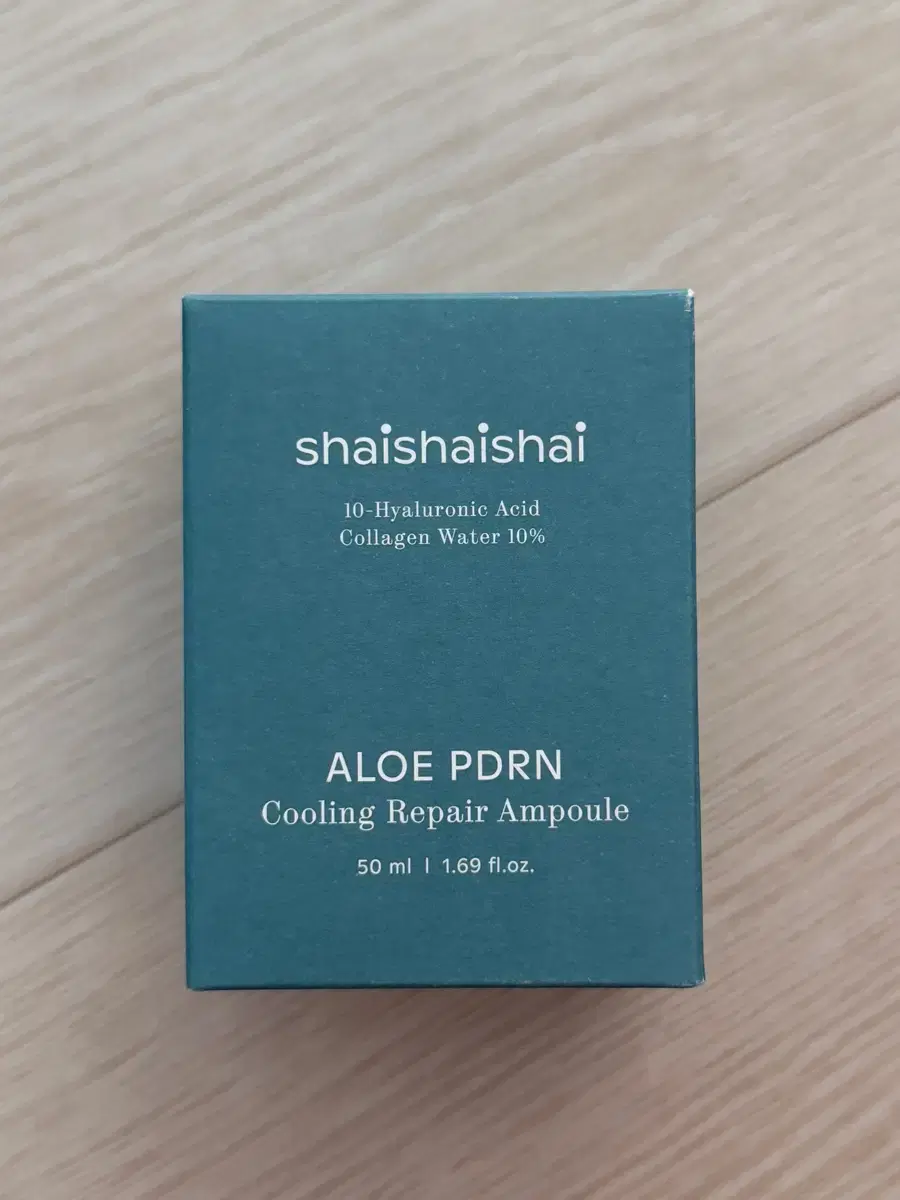 shaishaishai
10-Hyaluronic Acid
Collagen Water 10%
ALOE PDRN
Cooling Repair Ampoule
50 ml | 1.69 fl.oz.